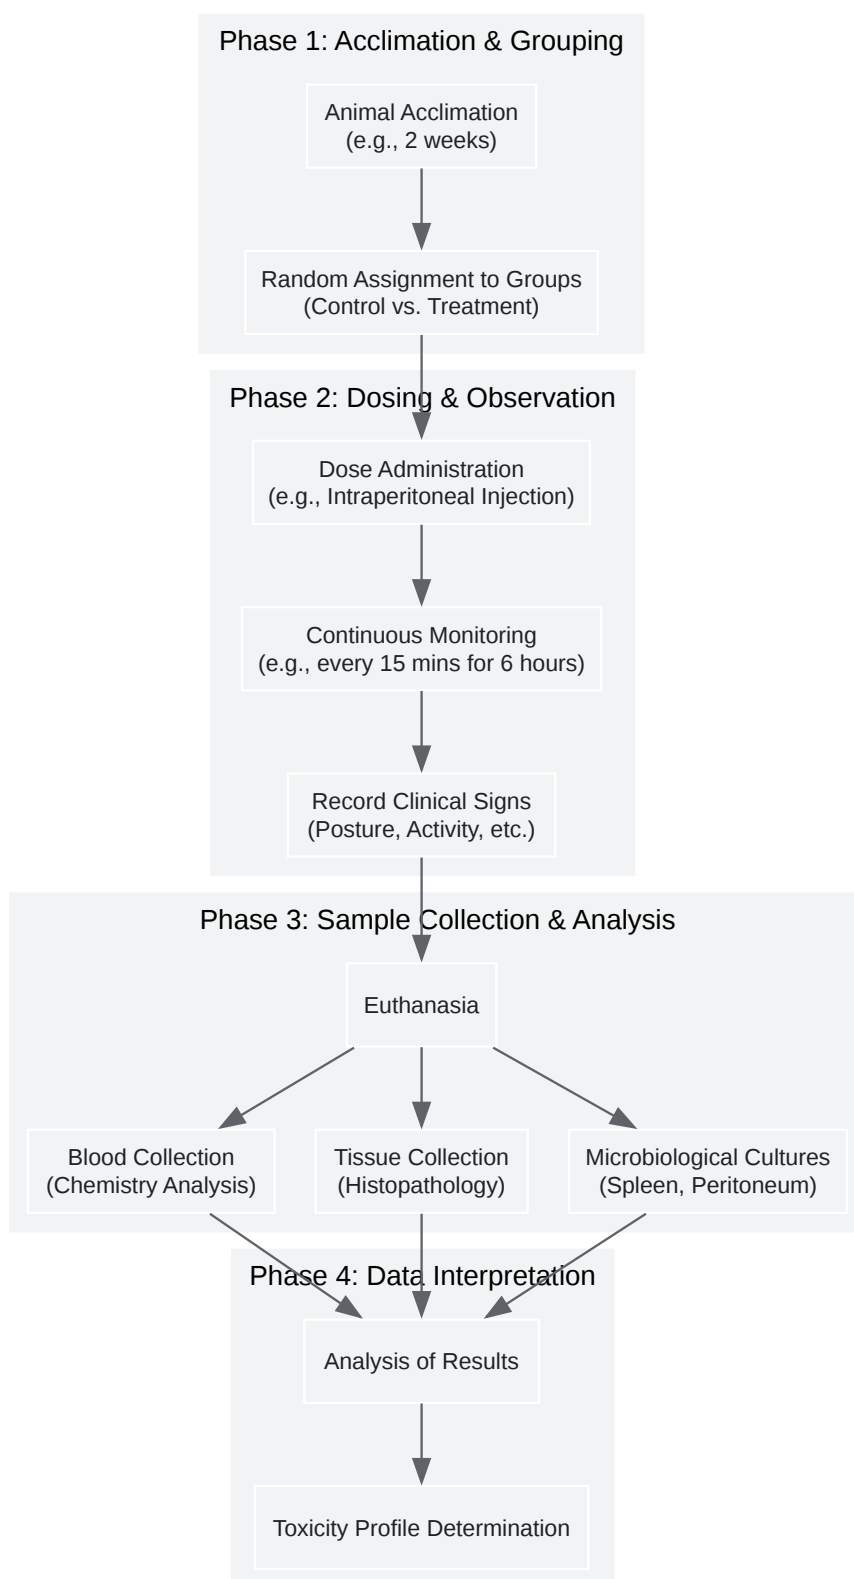 Phase 1: Acclimation & Grouping
Animal Acclimation
(e.g., 2 weeks)
Random Assignment to Groups
(Control vs. Treatment)
Phase 2: Dosing & Observation
Dose Administration
(e.g., Intraperitoneal Injection)
Continuous Monitoring
(e.g., every 15 mins for 6 hours)
Record Clinical Signs
(Posture, Activity, etc.)
Phase 3: Sample Collection & Analysis
Euthanasia
Blood Collection
(Chemistry Analysis)
Tissue Collection
(Histopathology)
Microbiological Cultures
(Spleen, Peritoneum)
Phase 4: Data Interpretation
Analysis of Results
Toxicity Profile Determination